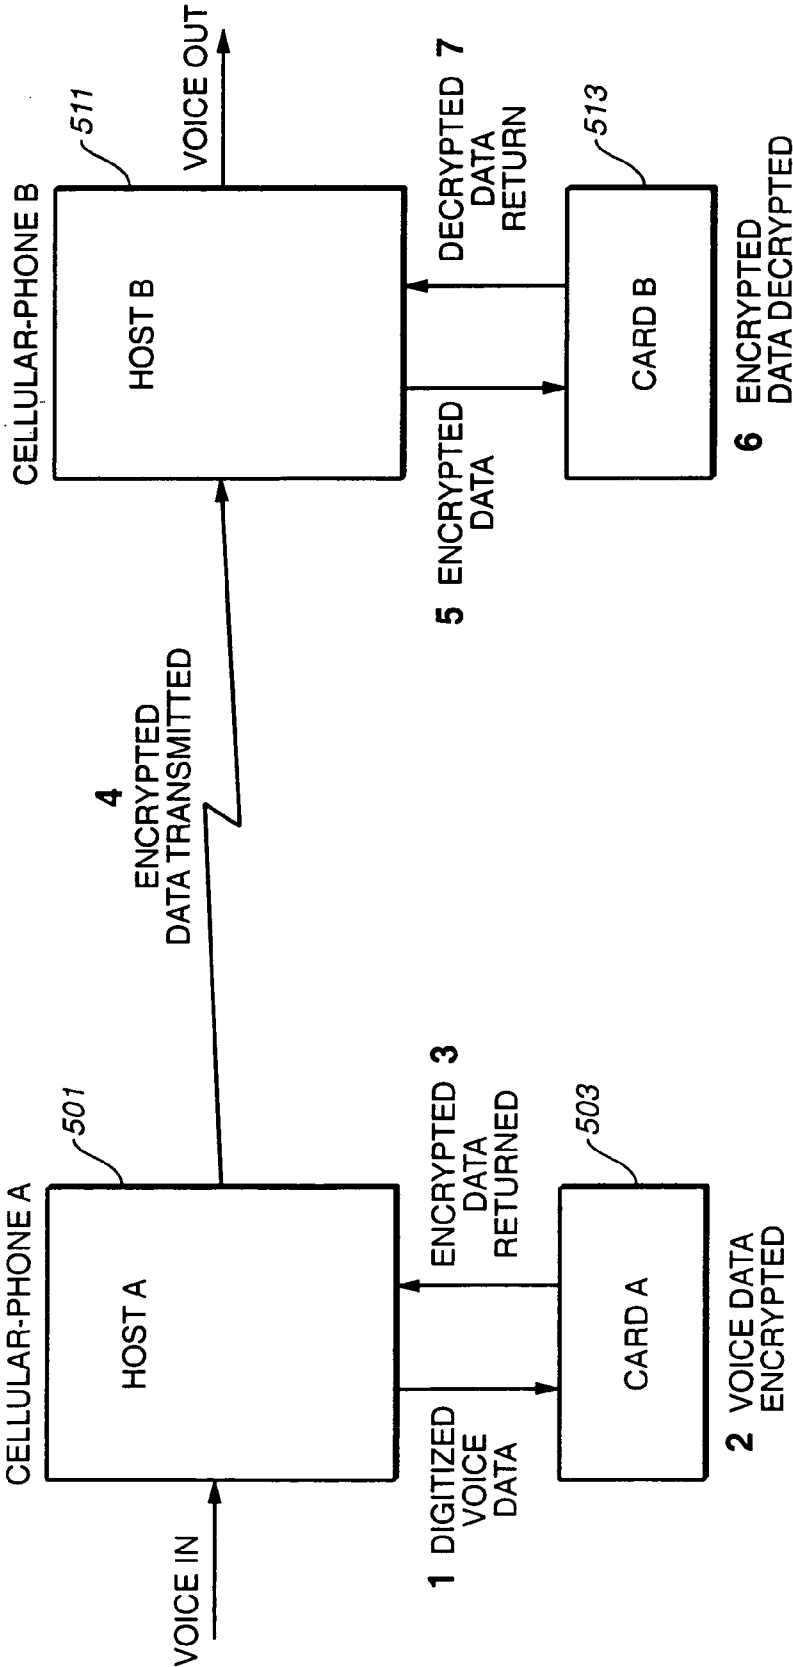 CELLULAR-PHONE A
501
VOICE IN
HOST A
1 DIGITIZED
VOICE
DATA
ENCRYPTED 3
DATA
RETURNED
503
CARD A
2 VOICE DATA
ENCRYPTED
4
ENCRYPTED
DATA TRANSMITTED
CELLULAR-PHONE B
511
VOICE OUT
HOST B
5 ENCRYPTED
DATA
DECRYPTED 7
DATA
RETURN
513
CARD B
6 ENCRYPTED
DATA DECRYPTED